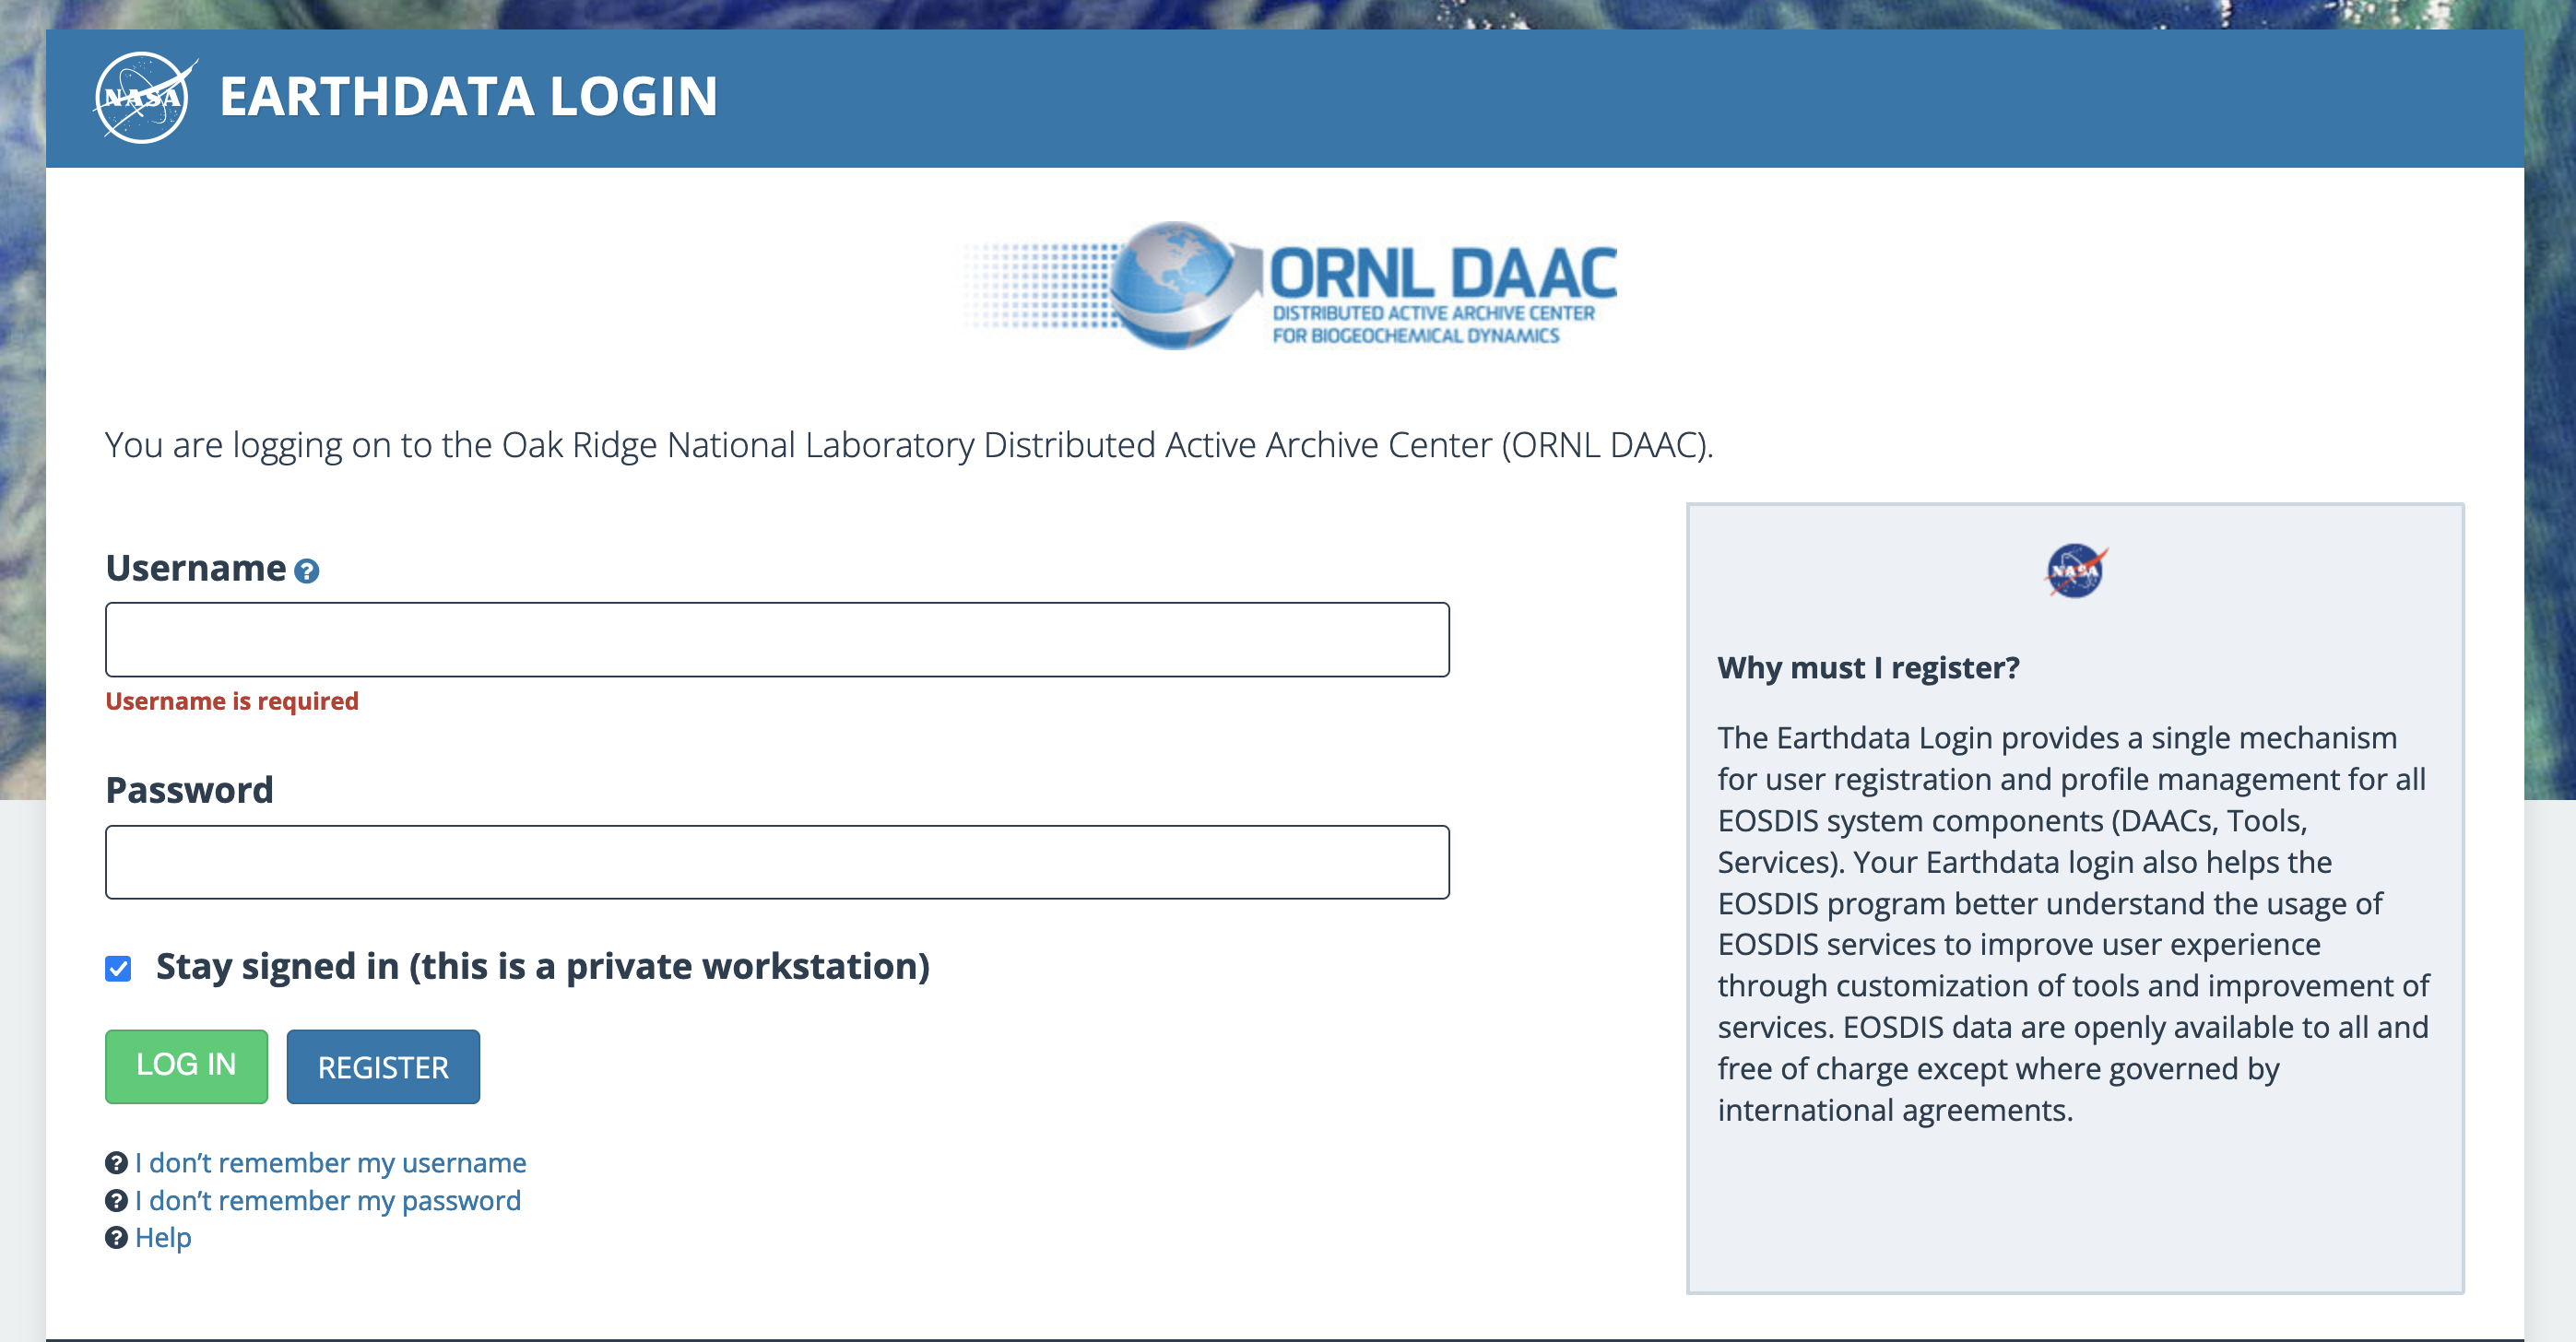 NASA
EARTHDATA LOGIN
ORNL DAAC
DISTRIBUTED ACTIVE ARCHIVE CENTER
FOR BIOGEOCHEMICAL DYNAMICS
You are logging on to the Oak Ridge National Laboratory Distributed Active Archive Center (ORNL DAAC).
Username ?
Username is required
Password
Stay signed in (this is a private workstation)
LOG IN
REGISTER
? I don’t remember my username
? I don’t remember my password
? Help
NASA
Why must I register?
The Earthdata Login provides a single mechanism
for user registration and profile management for all
EOSDIS system components (DAACs, Tools,
Services). Your Earthdata login also helps the
EOSDIS program better understand the usage of
EOSDIS services to improve user experience
through customization of tools and improvement of
services. EOSDIS data are openly available to all and
free of charge except where governed by
international agreements.